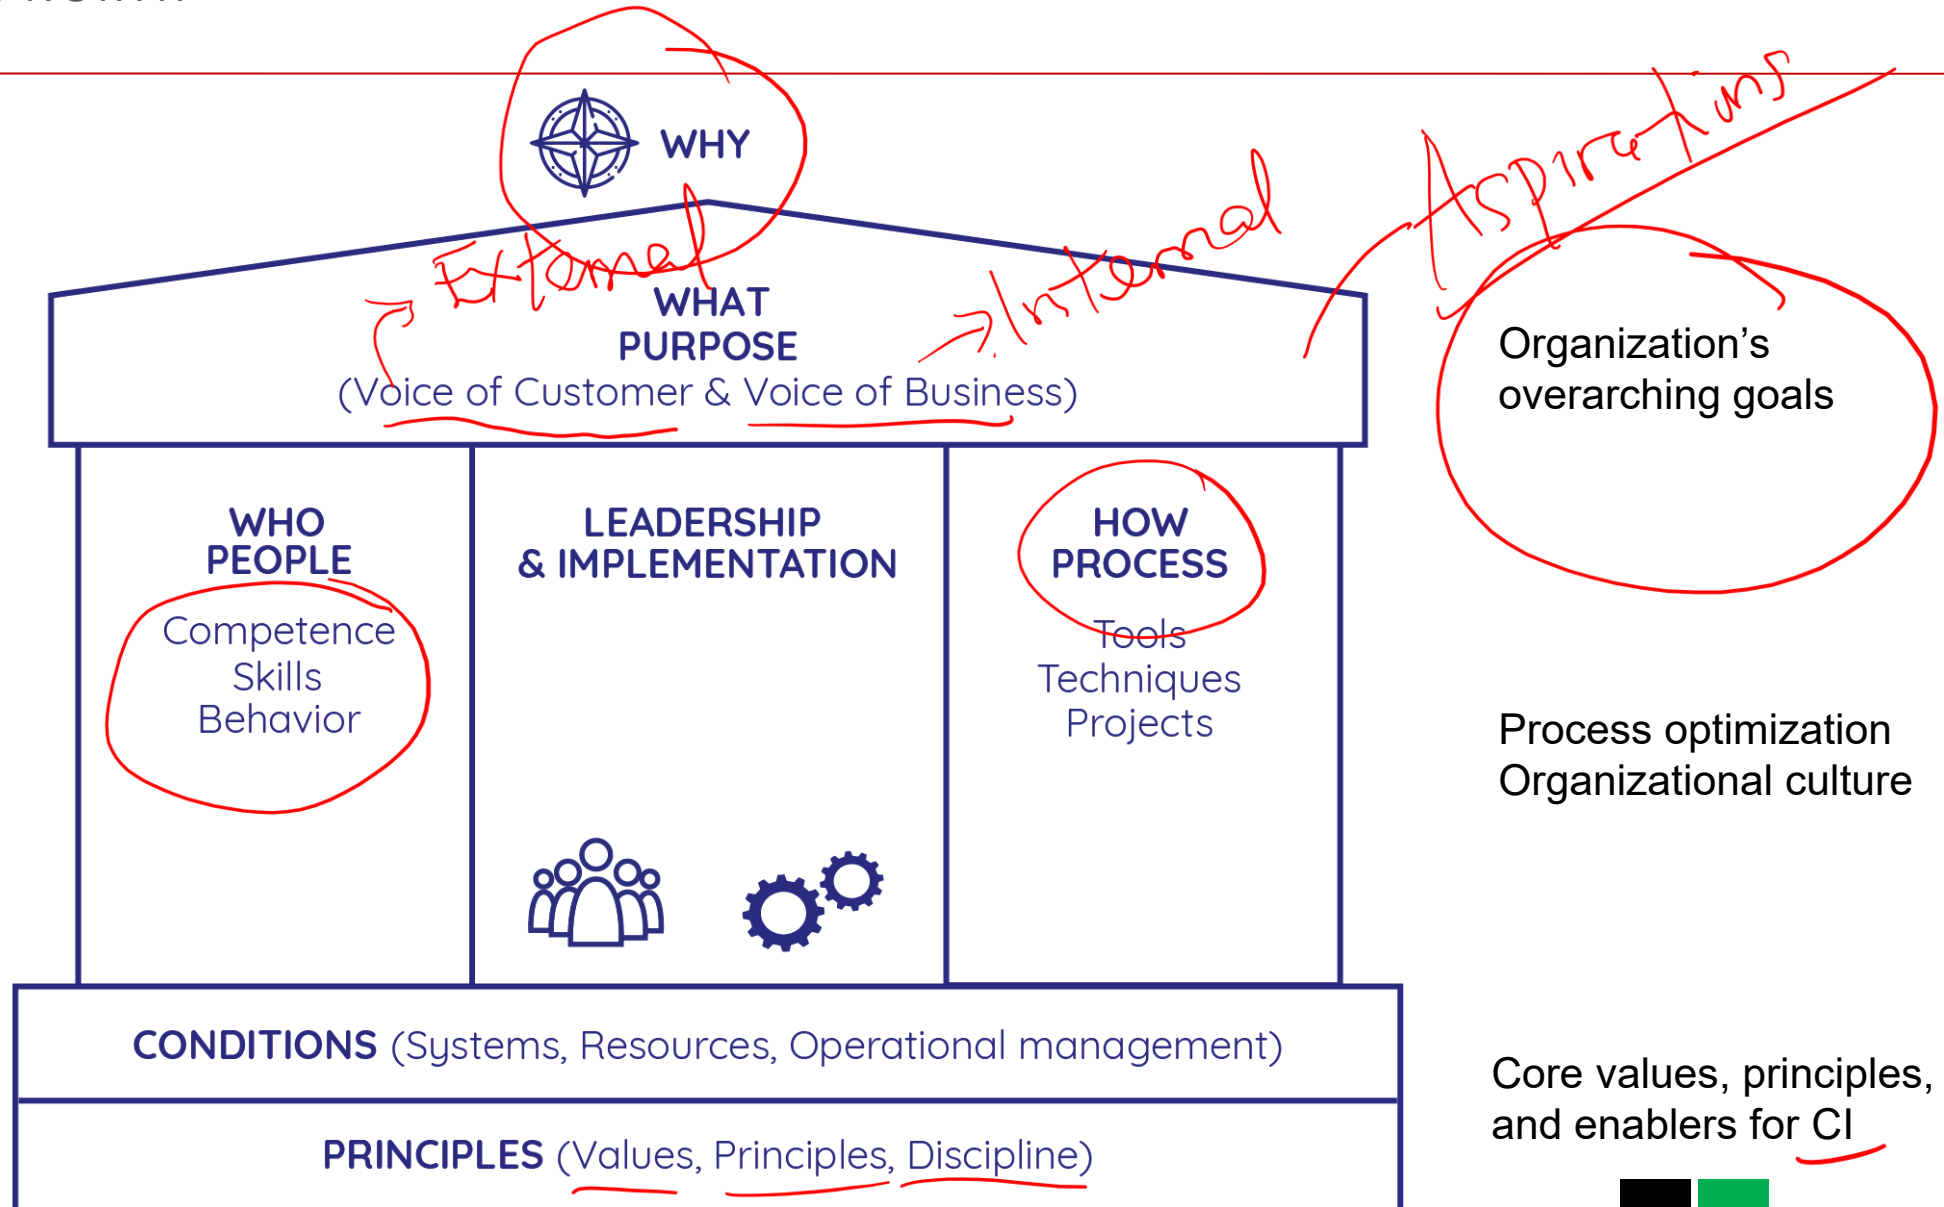 WHY
Aspirations
External
Internal
WHAT
PURPOSE
(Voice of Customer & Voice of Business)
Organization's
overarching goals
WHO
PEOPLE
Competence
Skills
Behavior
LEADERSHIP
& IMPLEMENTATION
HOW
PROCESS
Tools
Techniques
Projects
Process optimization
Organizational culture
CONDITIONS (Systems, Resources, Operational management)
PRINCIPLES (Values, Principles, Discipline)
Core values, principles,
and enablers for CI